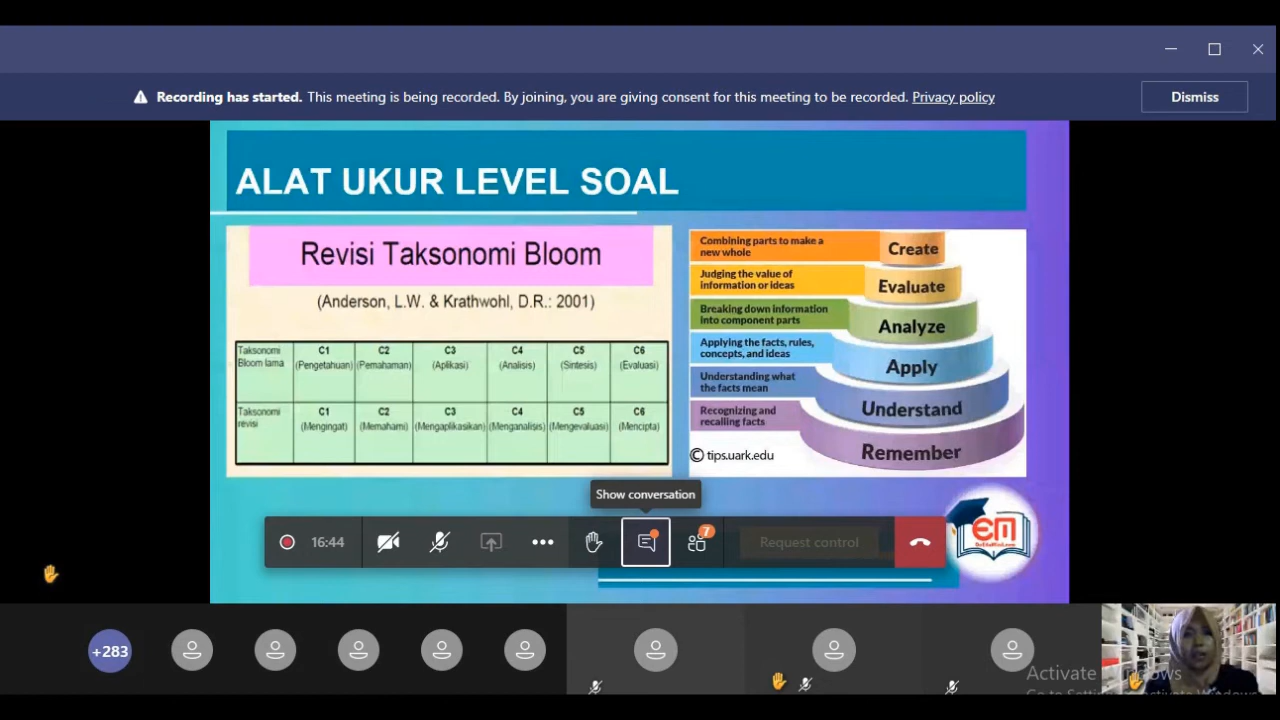 Recording has started. This meeting is being recorded. By joining, you are giving consent for this meeting to be recorded. Privacy policy
Dismiss
ALAT UKUR LEVEL SOAL
Revisi Taksonomi Bloom
(Anderson, L.W. & Krathwohl, D.R.: 2001)
Taksonomi C1 C2 C3 C4 C5 C6
Bloom lama (Pengetahuan) (Pemahaman) (Aplikasi) (Analisis) (Sintesis) (Evaluasi)
Taksonomi C1 C2 C3 C4 C5 C6
revisi (Mengingat) (Memahami) (Mengaplikasikan) (Menganalisis) (Mengevaluasi) (Mencipta)
Combining parts to make a
new whole
Create
Judging the value of
information or ideas
Evaluate
Breaking down information
into component parts
Analyze
Applying the facts, rules,
concepts, and ideas
Apply
Understanding what
the facts mean
Understand
Recognizing and
recalling facts
Remember
© tips.uark.edu
Show conversation
16:44
7
Request control
EM
+283
Activate Windows